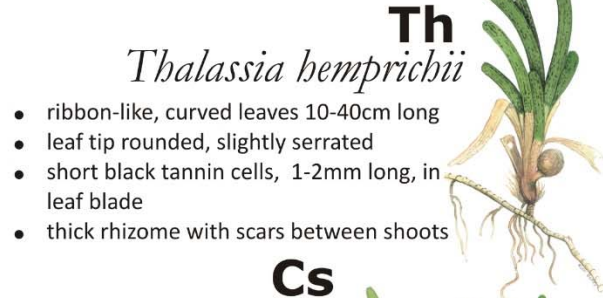 Th
Thalassia hemprichii
• ribbon-like, curved leaves 10-40cm long
• leaf tip rounded, slightly serrated
• short black tannin cells, 1-2mm long, in
leaf blade
• thick rhizome with scars between shoots
Cs